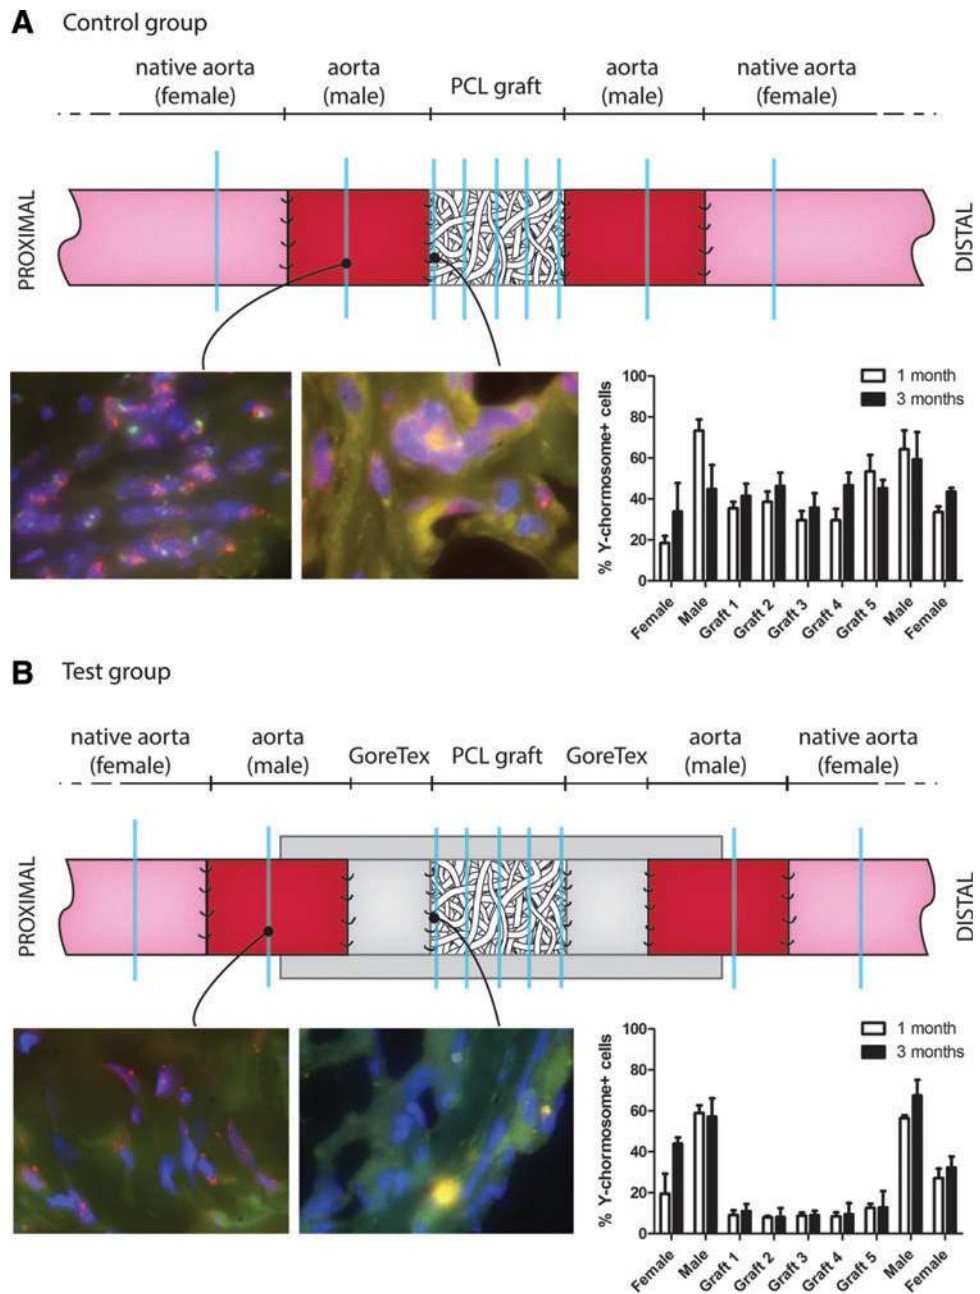 A Control group
native aorta
(female)
aorta
(male)
PCL graft
aorta
(male)
native aorta
(female)
PROXIMAL
DISTAL
% Y-chormosome+ cells
100
80
60
40
20
0
1 month
3 months
Female
Male
Graft 1
Graft 2
Graft 3
Graft 4
Graft 5
Male
Female
B Test group
native aorta
(female)
aorta
(male)
GoreTex
PCL graft
GoreTex
aorta
(male)
native aorta
(female)
PROXIMAL
DISTAL
% Y-chormosome+ cells
100
80
60
40
20
0
1 month
3 months
Female
Male
Graft 1
Graft 2
Graft 3
Graft 4
Graft 5
Male
Female